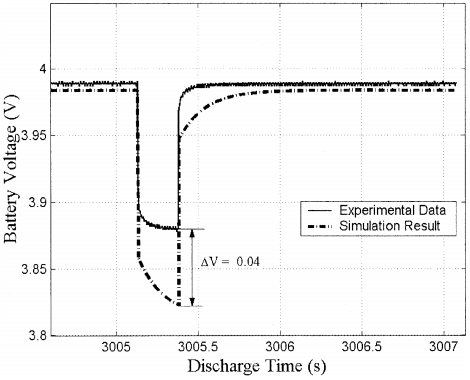 Battery Voltage (V)
4
3.95
3.9
3.85
3.8
ΔV = 0.04
Experimental Data
Simulation Result
3005
3005.5
3006
3006.5
3007
Discharge Time (s)